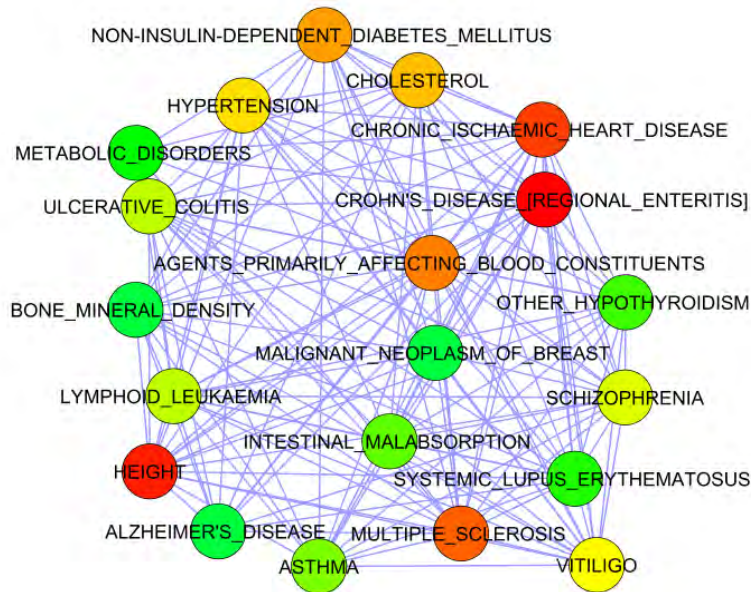 NON-INSULIN-DEPENDENT_DIABETES_MELLITUS
CHOLESTEROL
HYPERTENSION
CHRONIC_ISCHAEMIC_HEART_DISEASE
METABOLIC_DISORDERS
ULCERATIVE_COLITIS
CROHN'S_DISEASE_[REGIONAL_ENTERITIS]
AGENTS_PRIMARILY_AFFECTING_BLOOD_CONSTITUENTS
BONE_MINERAL_DENSITY
OTHER_HYPOTHYROIDISM
MALIGNANT_NEOPLASM_OF_BREAST
LYMPHOID_LEUKAEMIA
SCHIZOPHRENIA
INTESTINAL_MALABSORPTION
HEIGHT
SYSTEMIC_LUPUS_ERYTHEMATOSUS
ALZHEIMER'S_DISEASE
MULTIPLE_SCLEROSIS
ASTHMA
VITILIGO